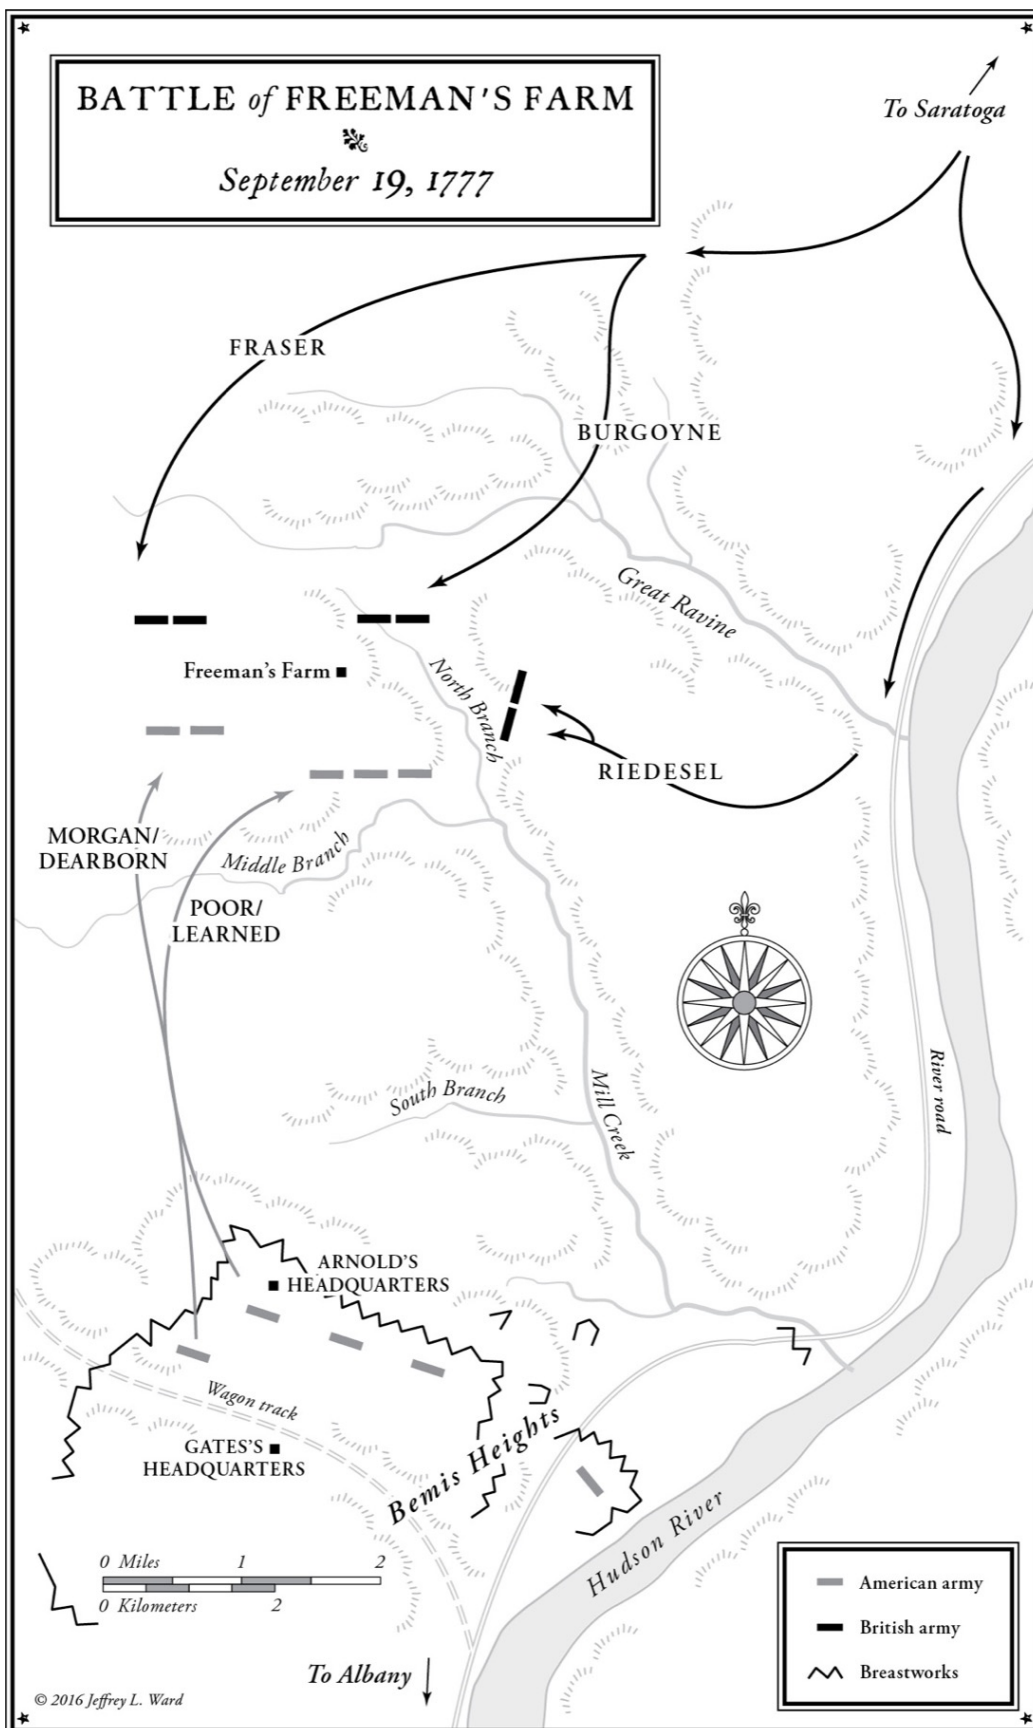 BATTLE of FREEMAN'S FARM
September 19, 1777
To Saratoga
FRASER
BURGOYNE
Great Ravine
Freeman's Farm
North Branch
RIEDESEL
MORGAN/
DEARBORN
Middle Branch
POOR/
LEARNED
River road
South Branch
Mill Creek
ARNOLD'S
HEADQUARTERS
Wagon track
GATES'S
HEADQUARTERS
Bemis Heights
Hudson River
0 Miles 1 2
0 Kilometers 2
American army
British army
Breastworks
To Albany
© 2016 Jeffrey L. Ward